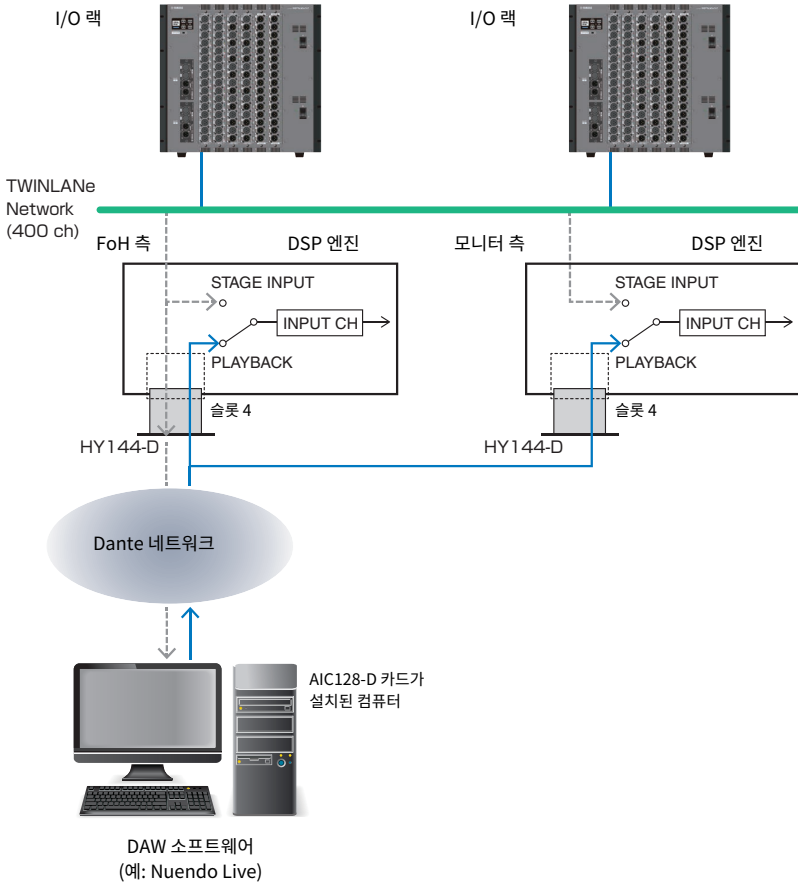 I/O 랙
I/O 랙
TWINLANe
Network
(400 ch)
FoH 측
DSP 엔진
모니터 측
DSP 엔진
STAGE INPUT
INPUT CH
PLAYBACK
STAGE INPUT
INPUT CH
PLAYBACK
슬롯 4
HY144-D
슬롯 4
HY144-D
Dante 네트워크
AIC128-D 카드가
설치된 컴퓨터
DAW 소프트웨어
(예: Nuendo Live)